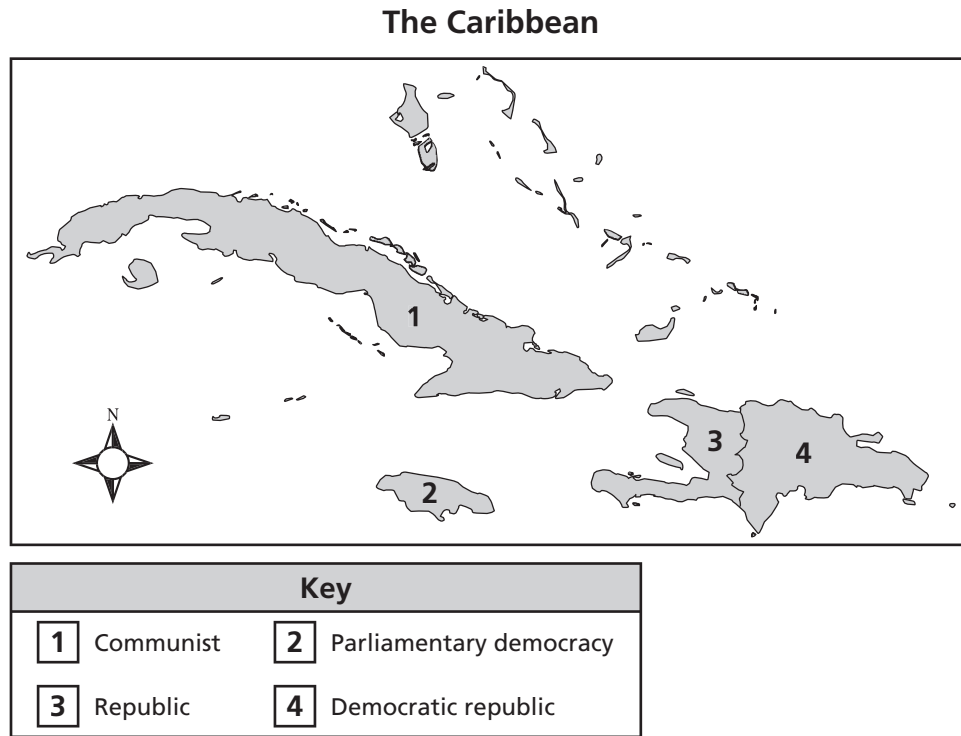 The Caribbean
1
N
3
4
2
Key
1 Communist 2 Parliamentary democracy
3 Republic 4 Democratic republic